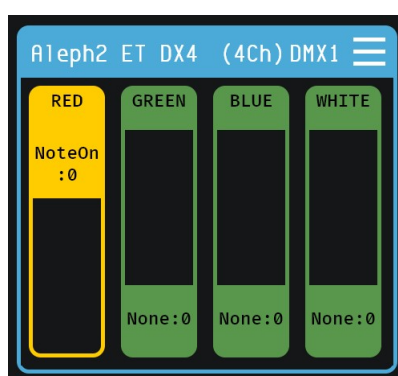 Aleph2 ET DX4 (4Ch) DMX1
RED GREEN BLUE WHITE
NoteOn
:0
None:0 None:0 None:0